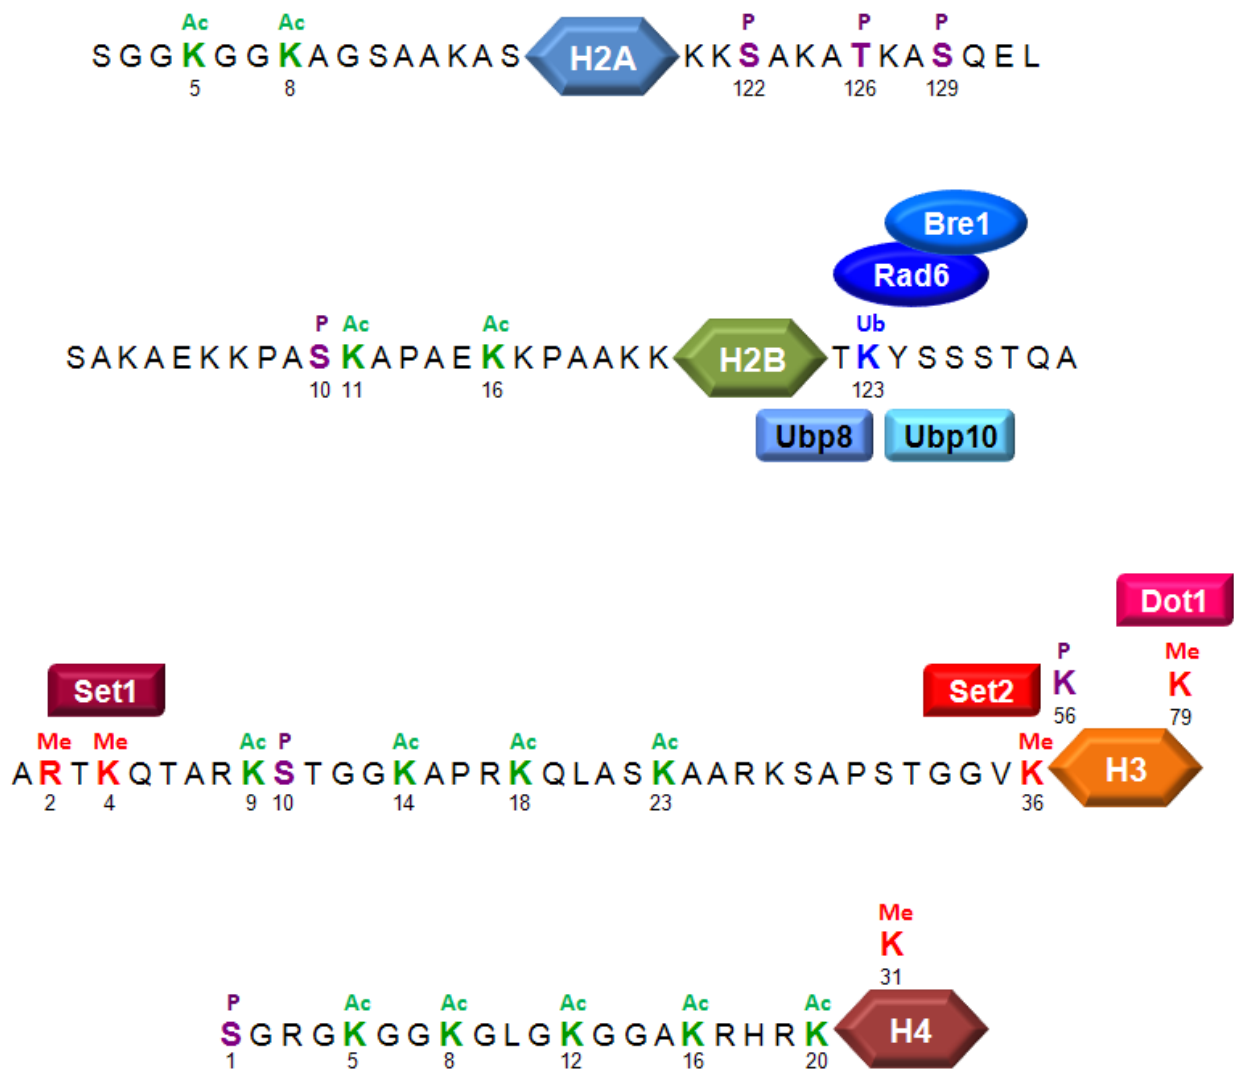 Ac Ac P P P
SGGKGGKAGSAAKAS H2A KKSAKATKASQEL
5 8 122 126 129
Bre1
Rad6
P Ac Ac Ub
SAKAEKKPASKAPAEKKPAAKK H2B TKYSSSTQA
10 11 16 123
Ubp8 Ubp10
Dot1
P Me
Set1 Set2 K K
56 79
Me Me Ac P Ac Ac Ac Me
ARTKQTARKSTGGKAPRKQLASKAARKSAPSTGGVK H3
2 4 9 10 14 18 23 36
Me
K
31
P Ac Ac Ac Ac Ac
SGRGKGGKGLGKGGAKRHRK H4
1 5 8 12 16 20